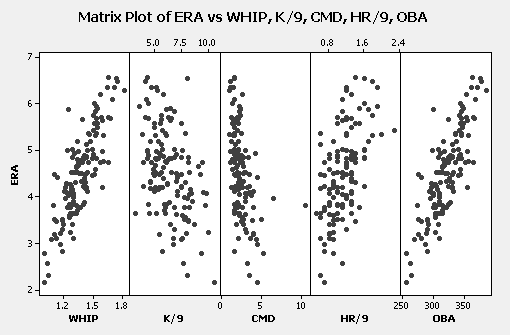 Matrix Plot of ERA vs WHIP, K/9, CMD, HR/9, OBA
5.0 7.5 10.0 0.8 1.6 2.4
7
6
5
4
3
2
ERA
1.2 1.5 1.8 0 5 10 250 300 350
WHIP K/9 CMD HR/9 OBA